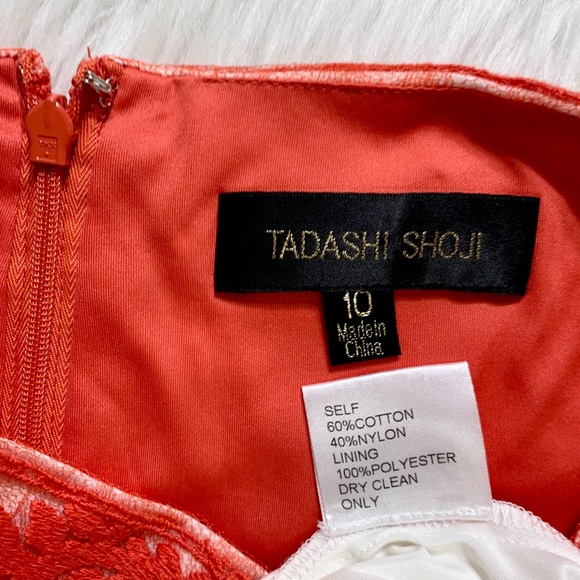 TADASHI SHOJI
10
Made in
China
SELF
60%COTTON
40%NYLON
LINING
100%POLYESTER
DRY CLEAN
ONLY